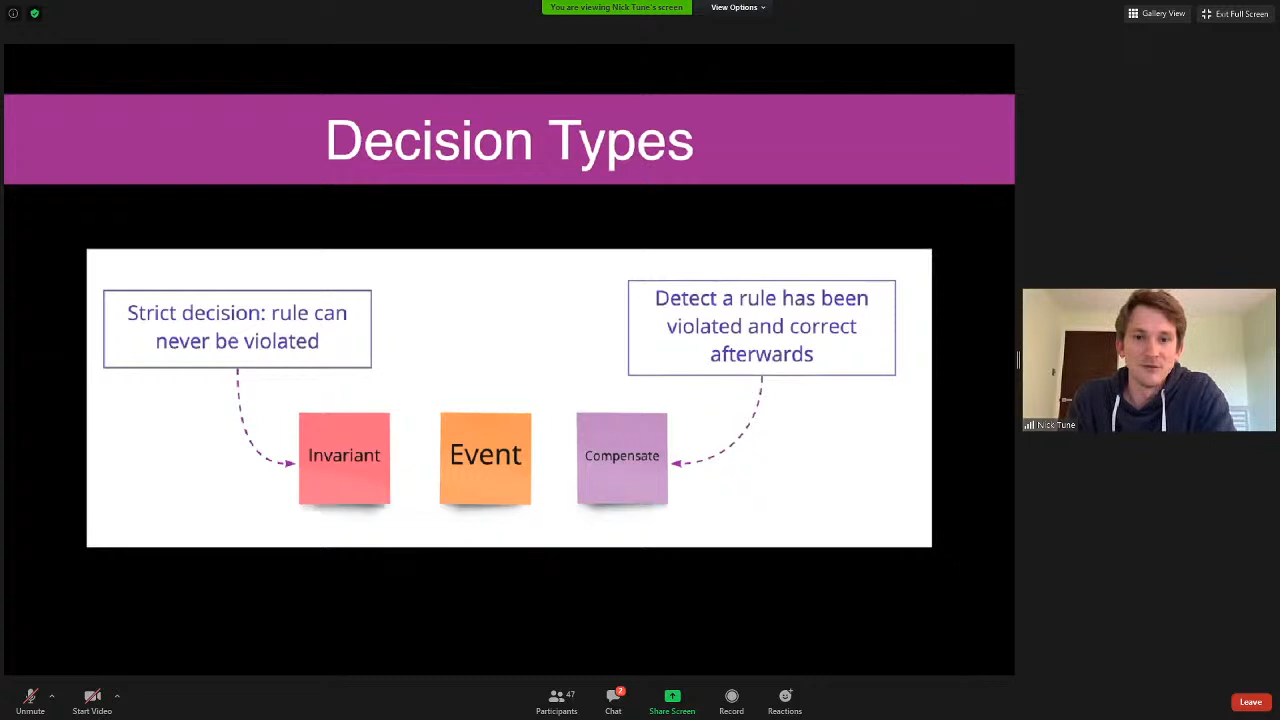 You are viewing Nick Tune's screen
View Options
Gallery View
Exit Full Screen
Decision Types
Strict decision: rule can
never be violated
Detect a rule has been
violated and correct
afterwards
Invariant
Event
Compensate
Nick Tune
Unmute
Start Video
Participants
47
Chat
2
Share Screen
Record
Reactions
Leave